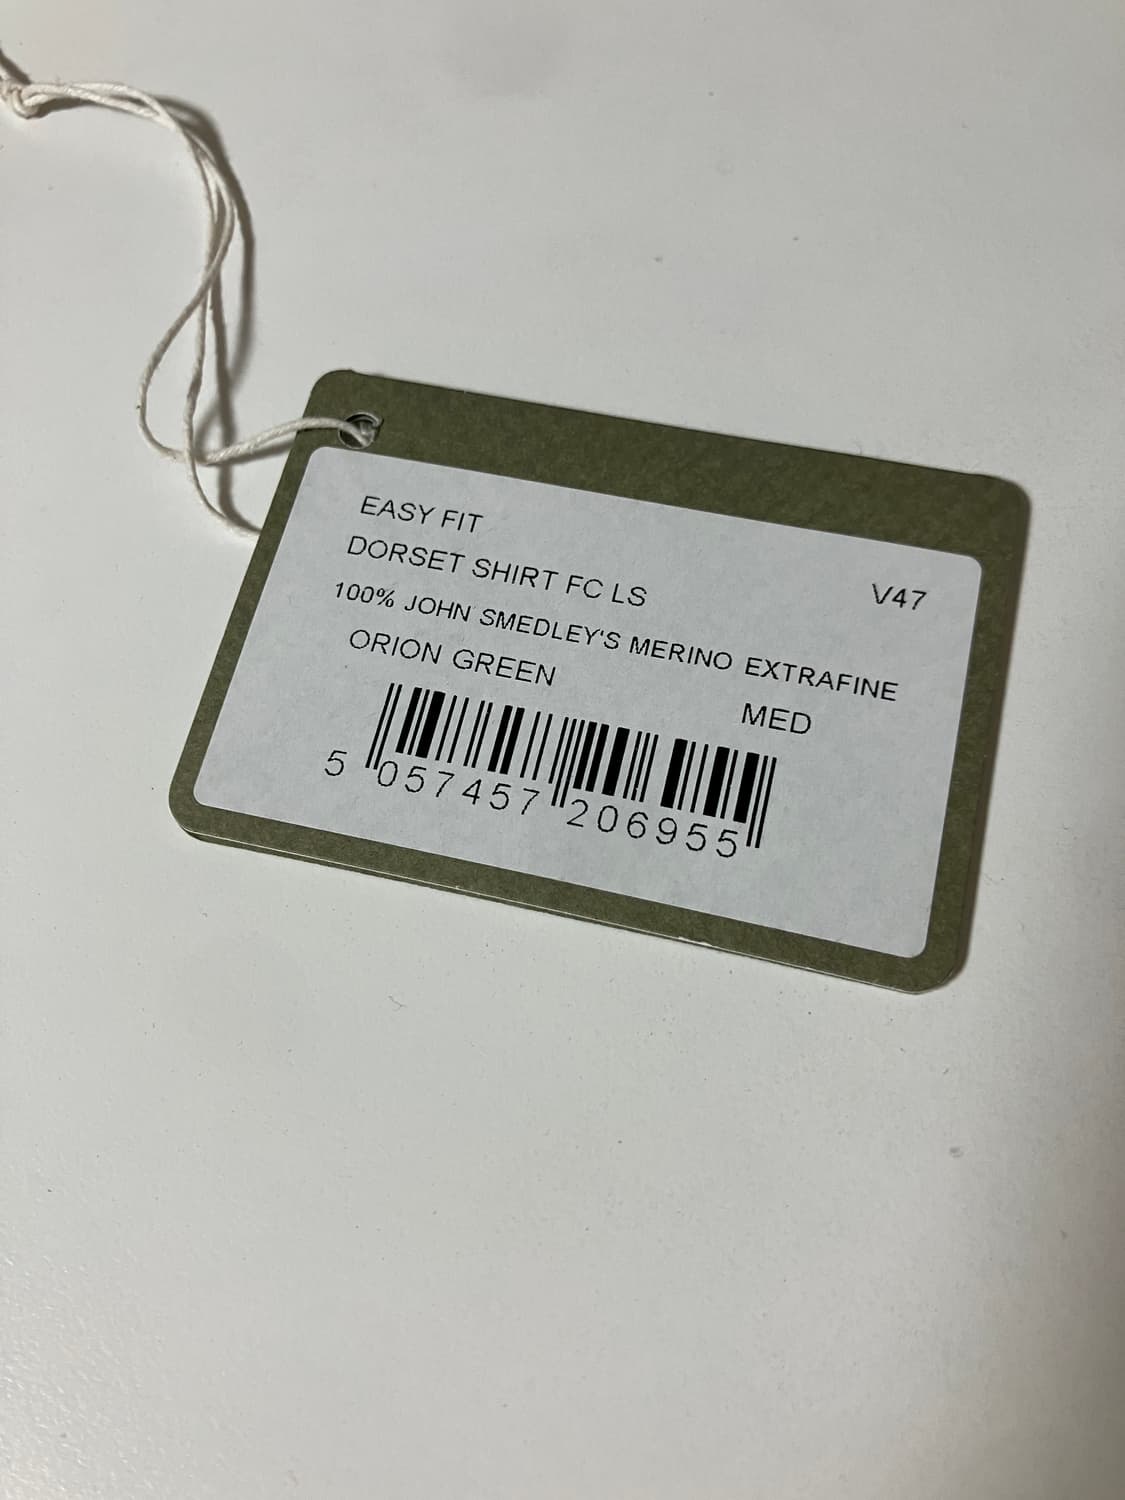 EASY FIT
DORSET SHIRT FC LS V47
100% JOHN SMEDLEY'S MERINO EXTRAFINE
ORION GREEN MED
5 057457 206955